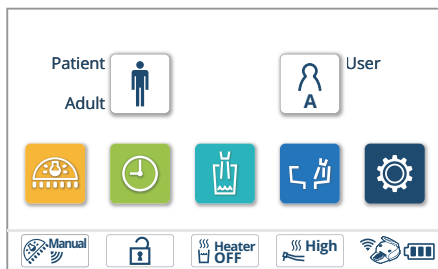 Patient
User
Adult
A
Manual
Heater
OFF
High